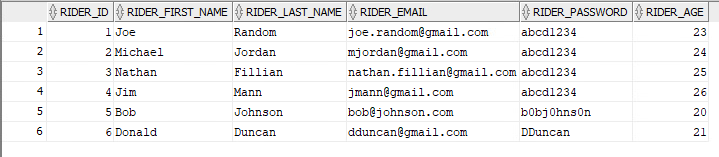 RIDER_ID RIDER_FIRST_NAME RIDER_LAST_NAME RIDER_EMAIL RIDER_PASSWORD RIDER_AGE
1 1 Joe Random joe.random@gmail.com abcd1234 23
2 2 Michael Jordan mjordan@gmail.com abcd1234 24
3 3 Nathan Fillian nathan.fillian@gmail.com abcd1234 25
4 4 Jim Mann jmann@gmail.com abcd1234 26
5 5 Bob Johnson bob@johnson.com b0bj0hns0n 20
6 6 Donald Duncan dduncan@gmail.com DDuncan 21